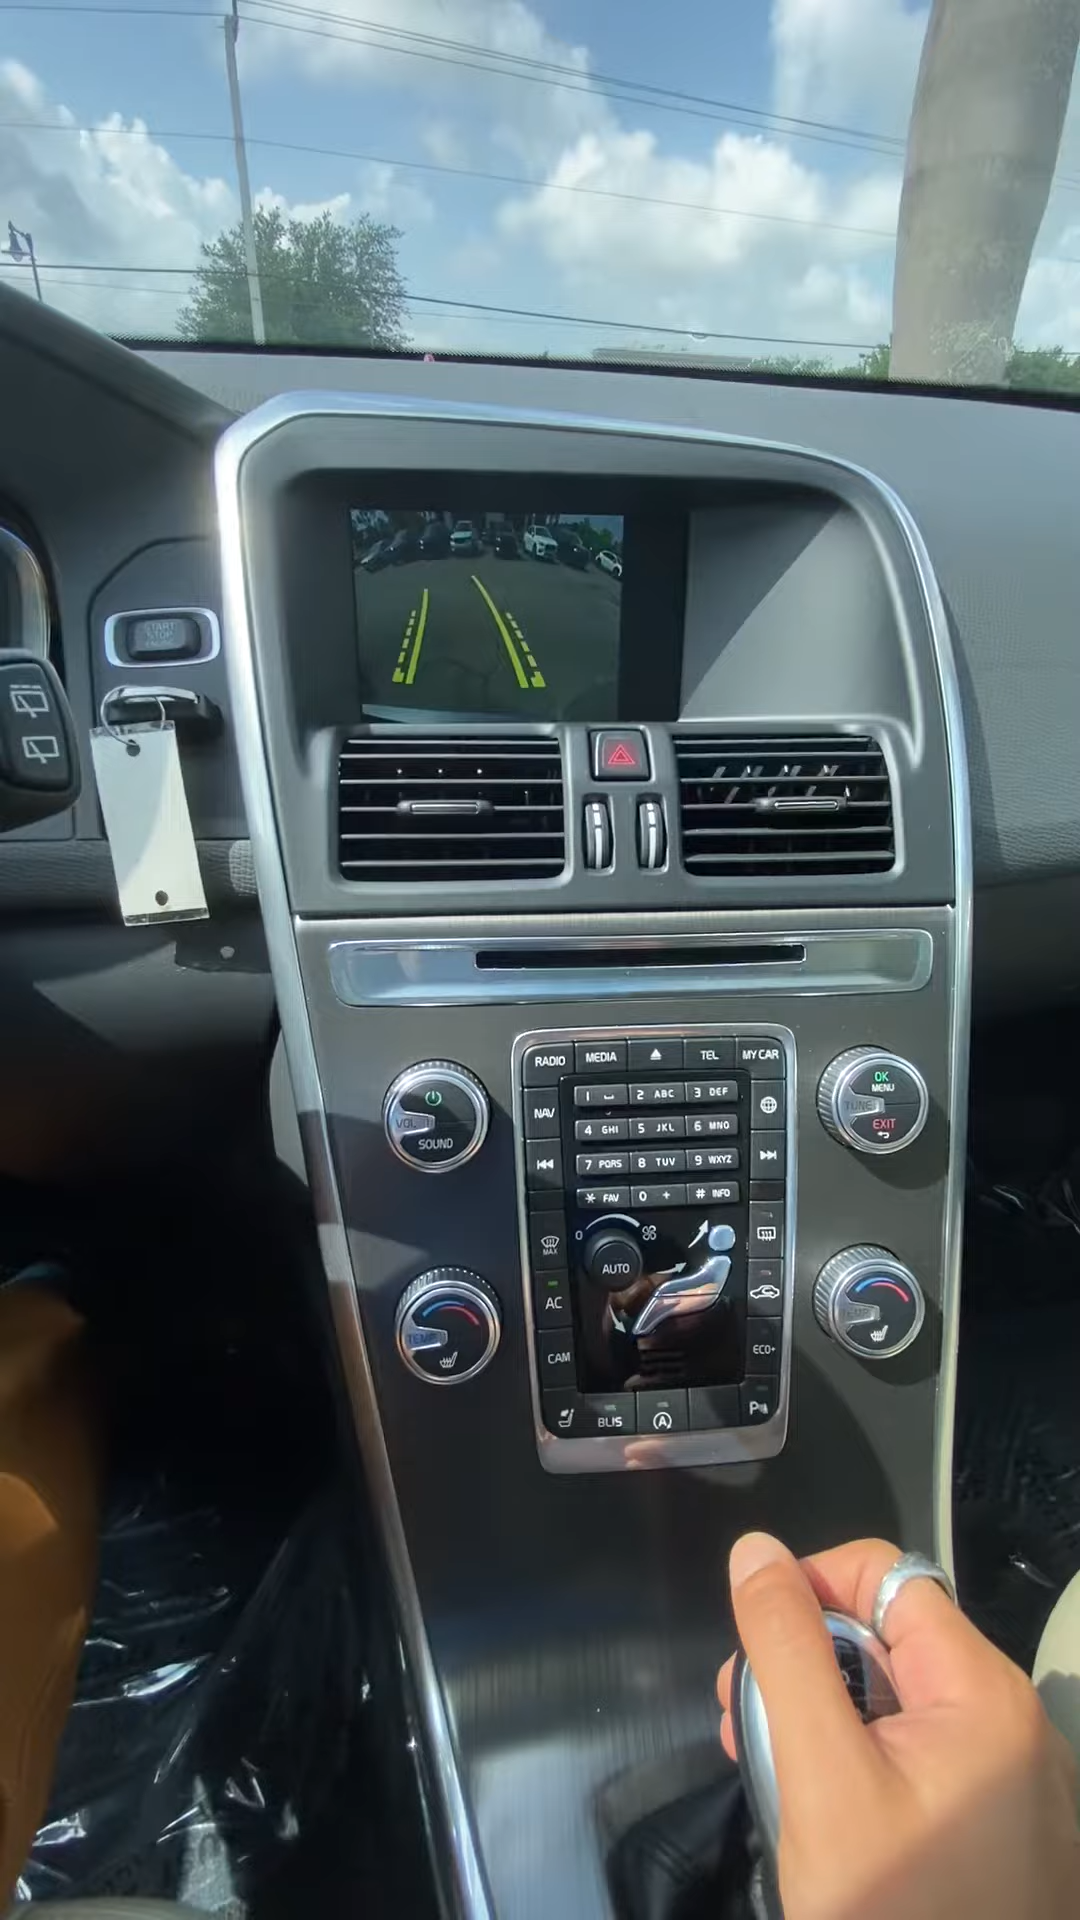 START
STOP
ENGINE
RADIO
MEDIA
TEL
MY CAR
NAV
1
2 ABC
3 DEF
4 GHI
5 JKL
6 MNO
7 PQRS
8 TUV
9 WXYZ
* FAV
0 +
# INFO
VOL
SOUND
OK
MENU
TUNE
EXIT
MAX
0
AUTO
AC
CAM
ECO+
TEMP
TEMP
BLIS
A
P